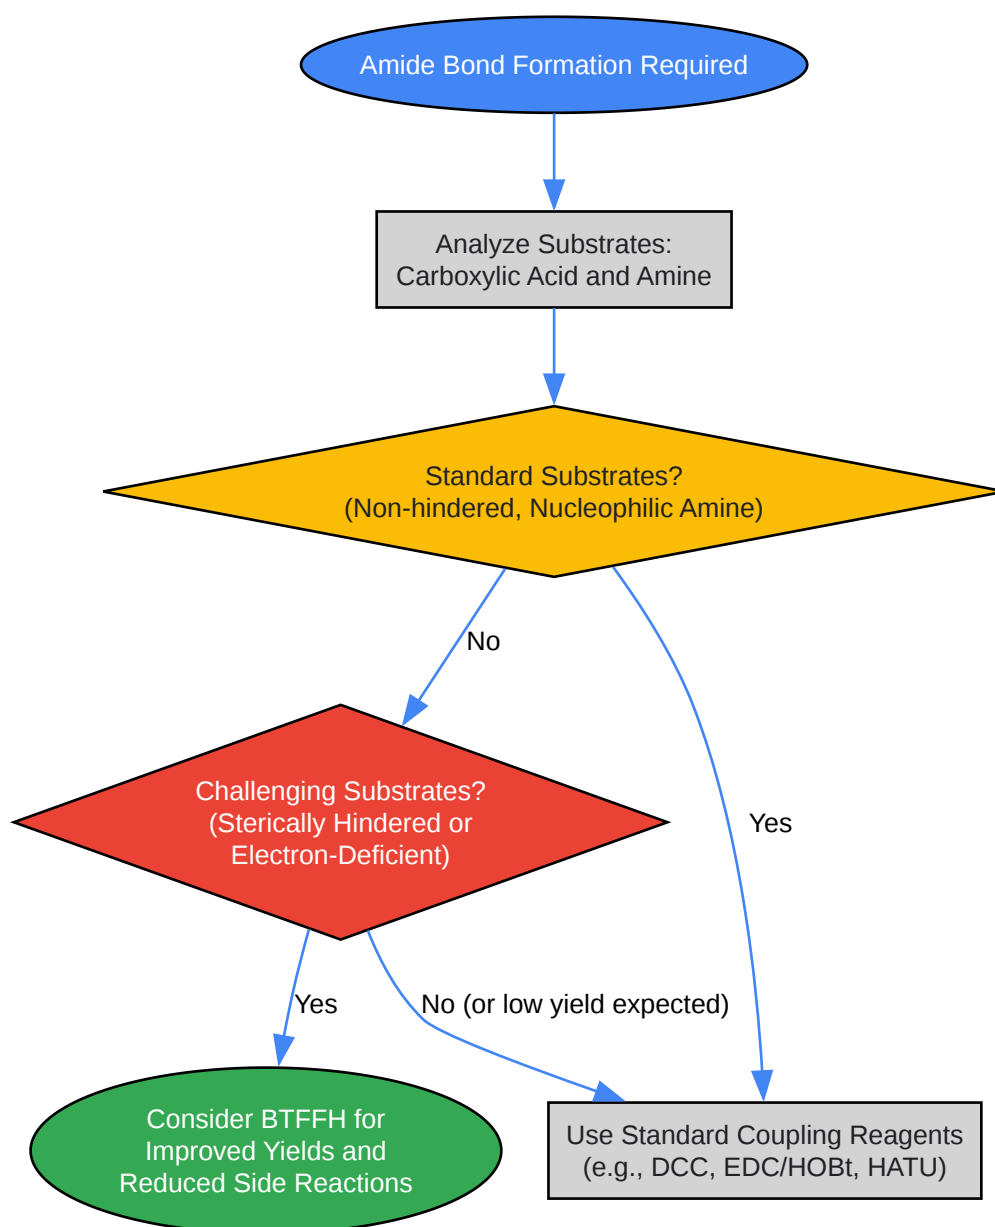 Amide Bond Formation Required
Analyze Substrates:
Carboxylic Acid and Amine
Standard Substrates?
(Non-hindered, Nucleophilic Amine)
No
Challenging Substrates?
(Sterically Hindered or
Electron-Deficient)
Yes
Yes
No (or low yield expected)
Consider BTFFH for
Improved Yields and
Reduced Side Reactions
Use Standard Coupling Reagents
(e.g., DCC, EDC/HOBt, HATU)